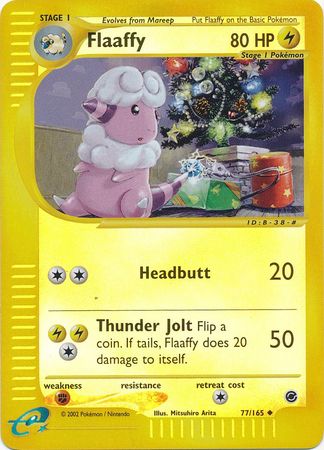 STAGE 1
Evolves from Mareep
Put Flaaffy on the Basic Pokémon
Flaaffy
80 HP
Stage 1 Pokémon
ID:B-38-#
Headbutt
20
Thunder Jolt Flip a
coin. If tails, Flaaffy does 20
damage to itself.
50
weakness
resistance
retreat cost
e
© 2002 Pokémon / Nintendo
Illus. Mitsuhiro Arita
77/165 ◆